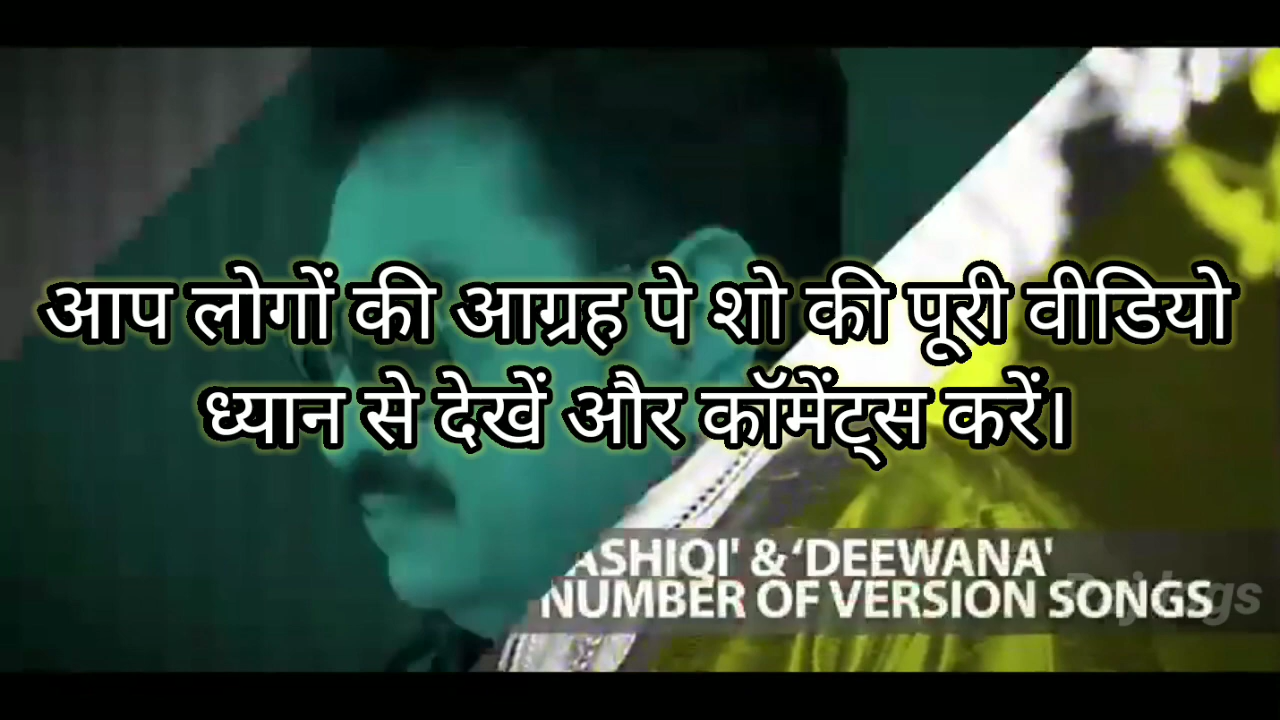 आप लोगों की आग्रह पे शो की पूरी वीडियो
ध्यान से देखें और कॉमेंट्स करें।
ASHIQI' & ‘DEEWANA'
NUMBER OF VERSION SONGS